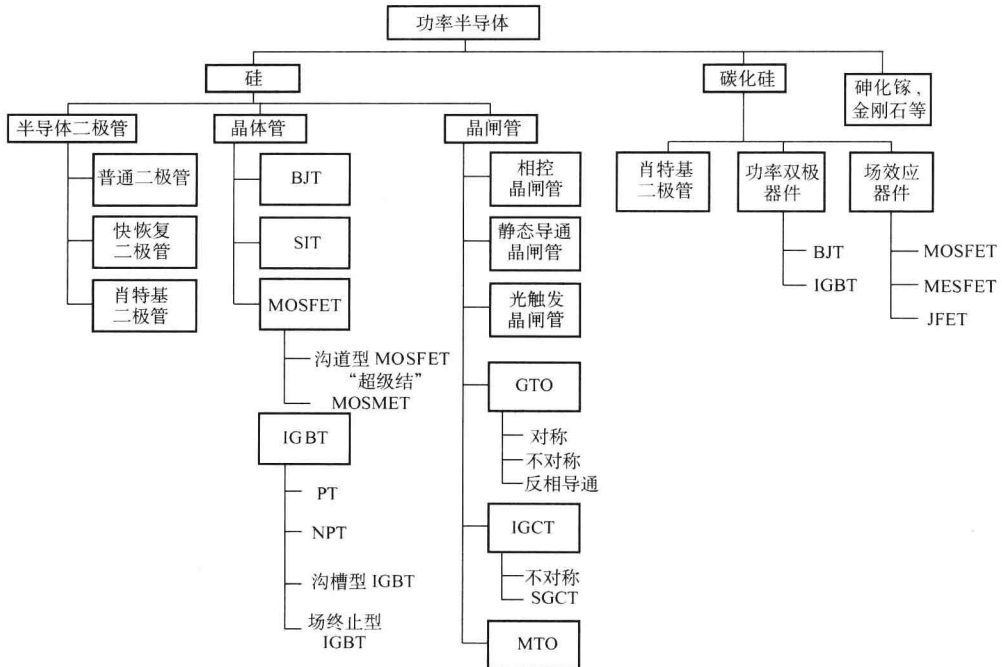 功率半导体
硅
碳化硅
砷化镓、
金刚石等
半导体二极管
晶体管
晶闸管
普通二极管
快恢复
二极管
肖特基
二极管
BJT
SIT
MOSFET
沟道型 MOSFET
“超级结”
MOSMET
IGBT
PT
NPT
沟槽型 IGBT
场终止型
IGBT
相控
晶闸管
静态导通
晶闸管
光触发
晶闸管
GTO
对称
不对称
反相导通
IGCT
不对称
SGCT
MTO
肖特基
二极管
功率双极
器件
BJT
IGBT
场效应
器件
MOSFET
MESFET
JFET